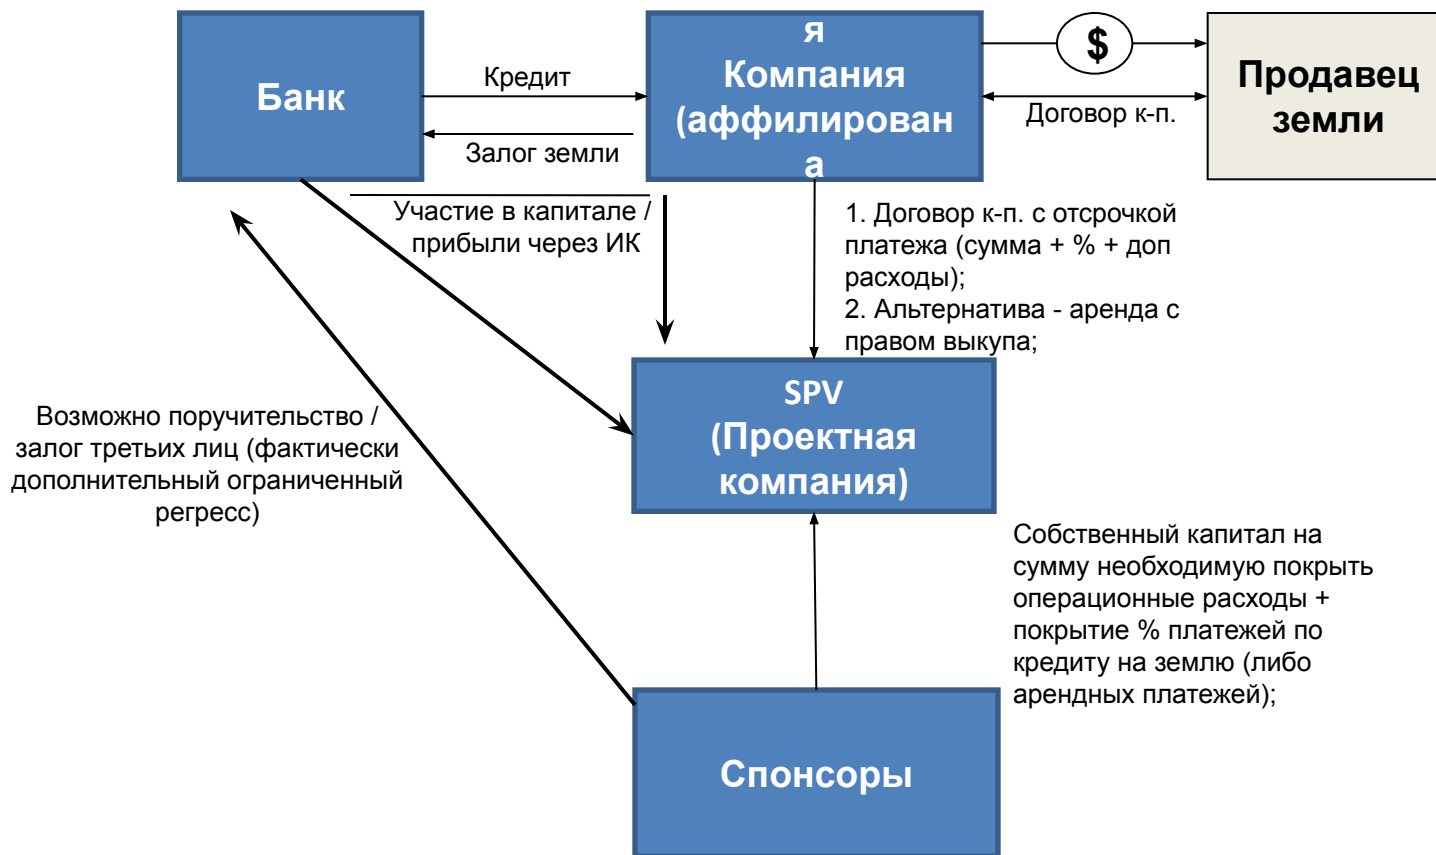 Банк
Кредит
Залог земли
я
Компания
(аффилирован
а
$
Договор к-п.
Продавец
земли
Участие в капитале /
прибыли через ИК
1. Договор к-п. с отсрочкой
платежа (сумма + % + доп
расходы);
2. Альтернатива - аренда с
правом выкупа;
SPV
(Проектная
компания)
Возможно поручительство /
залог третьих лиц (фактически
дополнительный ограниченный
регресс)
Собственный капитал на
сумму необходимую покрыть
операционные расходы +
покрытие % платежей по
кредиту на землю (либо
арендных платежей);
Спонсоры